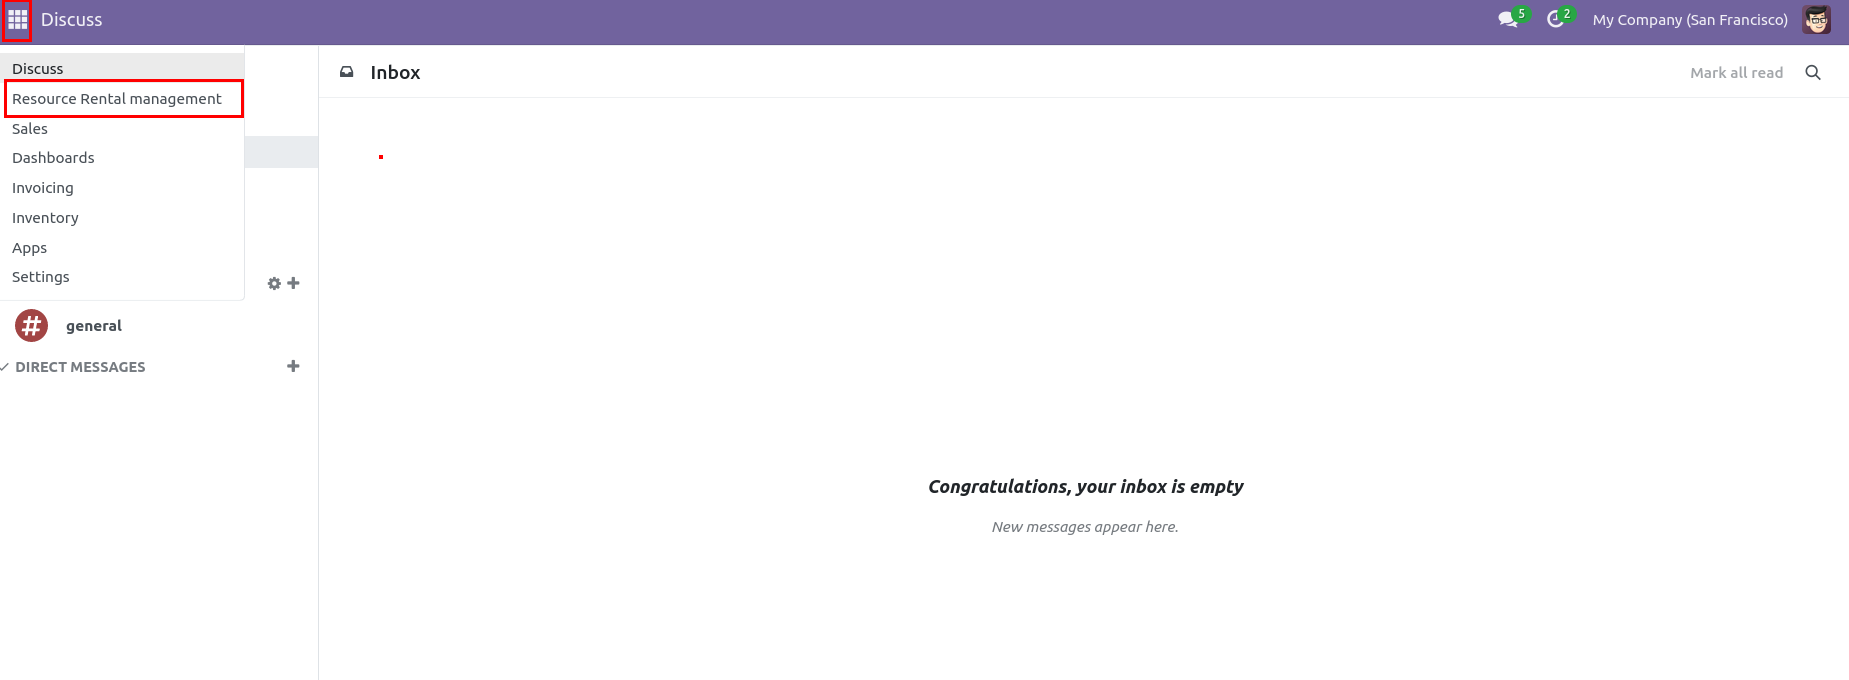 Discuss
5
2
My Company (San Francisco)
Discuss
Resource Rental management
Sales
Dashboards
Invoicing
Inventory
Apps
Settings
general
DIRECT MESSAGES
Inbox
Mark all read
Congratulations, your inbox is empty
New messages appear here.